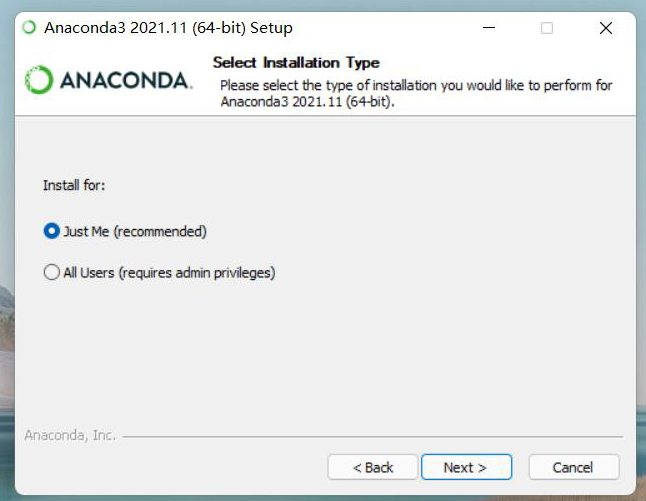 Anaconda3 2021.11 (64-bit) Setup
ANACONDA.
Select Installation Type
Please select the type of installation you would like to perform for
Anaconda3 2021.11 (64-bit).
Install for:
Just Me (recommended)
All Users (requires admin privileges)
Anaconda, Inc.
< Back
Next >
Cancel